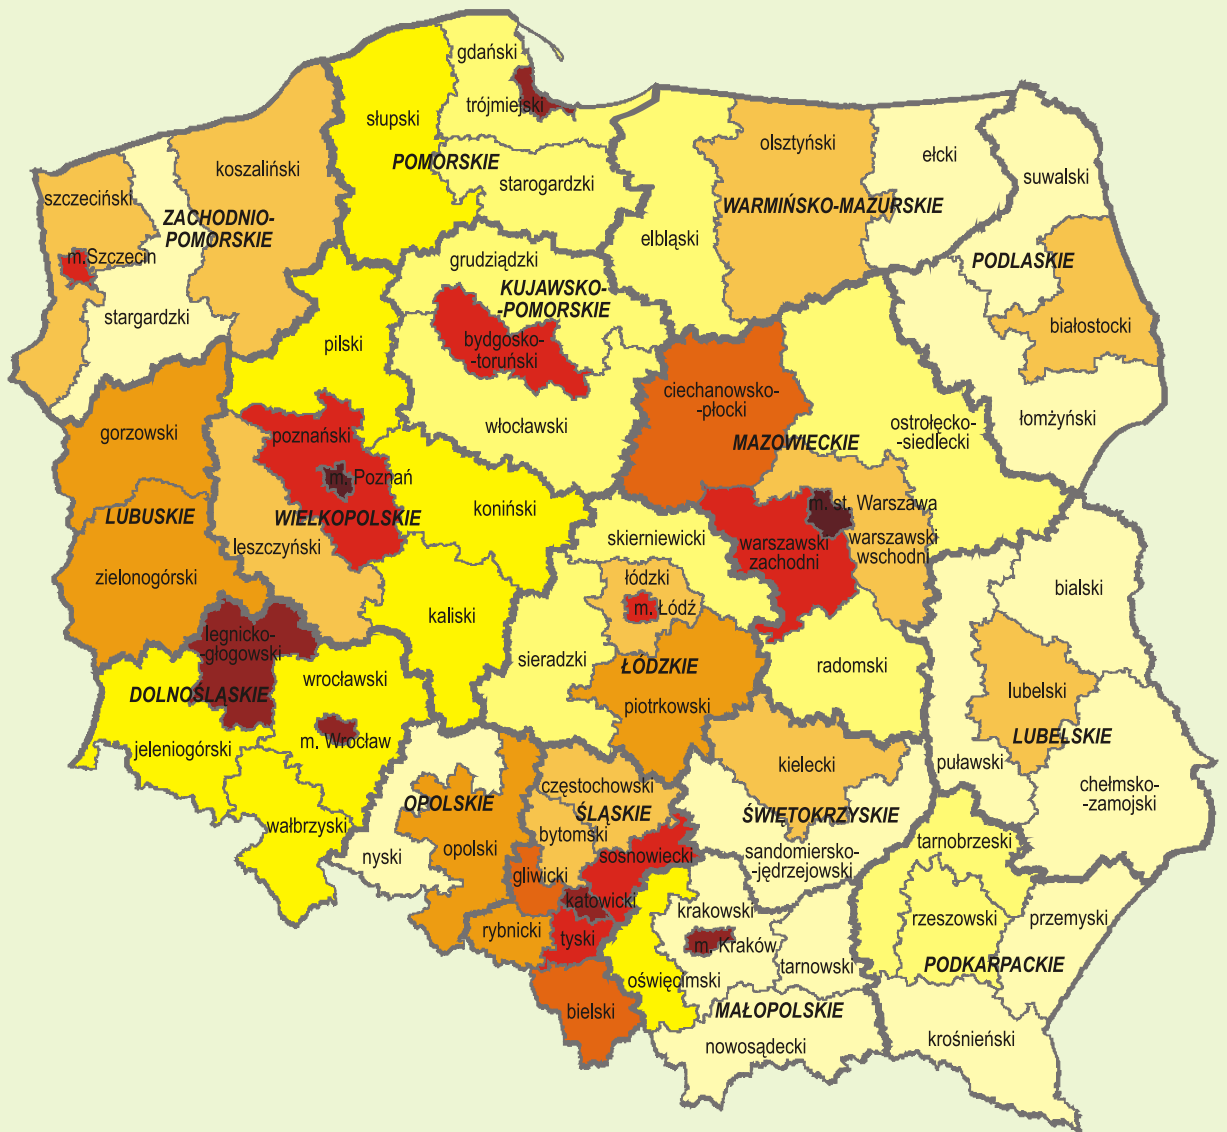 gdański
trójmiejski
słupski
POMORSKIE
starogardzki
koszaliński
szczeciński
ZACHODNIO-
POMORSKIE
m.Szczecin
stargardzki
olsztyński
ełcki
suwalski
WARMIŃSKO-MAZURSKIE
elbląski
PODLASKIE
białostocki
łomżyński
grudziądzki
KUJAWSKO-
-POMORSKIE
bydgosko-
-toruński
włocławski
pilski
ciechanowsko-
-płocki
ostrołęcko-
-siedlecki
MAZOWIECKIE
gorzowski
poznański
m. Poznań
LUBUSKIE
WIELKOPOLSKIE
koniński
leszczyński
zielonogórski
m. st. Warszawa
warszawski
zachodni
warszawski
wschodni
skierniewicki
łódzki
m. Łódź
bialski
kaliski
legnicko-
-głogowski
sieradzki
ŁÓDZKIE
radomski
wrocławski
DOLNOŚLĄSKIE
piotrkowski
lubelski
LUBELSKIE
jeleniogórski
m. Wrocław
puławski
kielecki
chełmsko-
-zamojski
częstochowski
OPOLSKIE
ŚLĄSKIE
ŚWIĘTOKRZYSKIE
wałbrzyski
bytomski
nyski
opolski
sosnowiecki
sandomiersko-
-jędrzejowski
tarnobrzeski
gliwicki
katowicki
krakowski
rzeszowski
przemyski
rybnicki
tyski
m. Kraków
tarnowski
PODKARPACKIE
oświęcimski
bielski
MAŁOPOLSKIE
nowosądecki
krośnieński